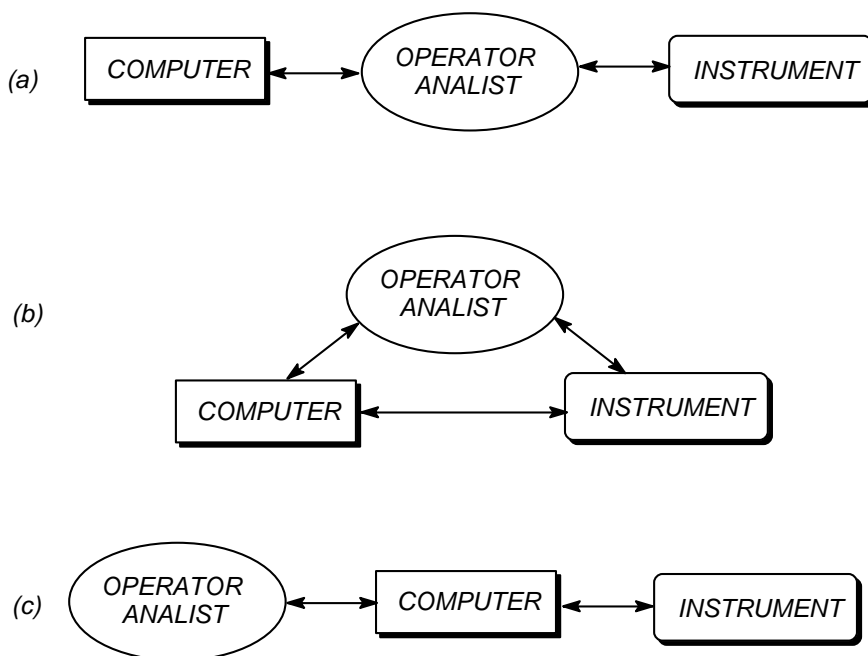 (a)
COMPUTER
OPERATOR
ANALIST
INSTRUMENT
(b)
OPERATOR
ANALIST
COMPUTER
INSTRUMENT
(c)
OPERATOR
ANALIST
COMPUTER
INSTRUMENT